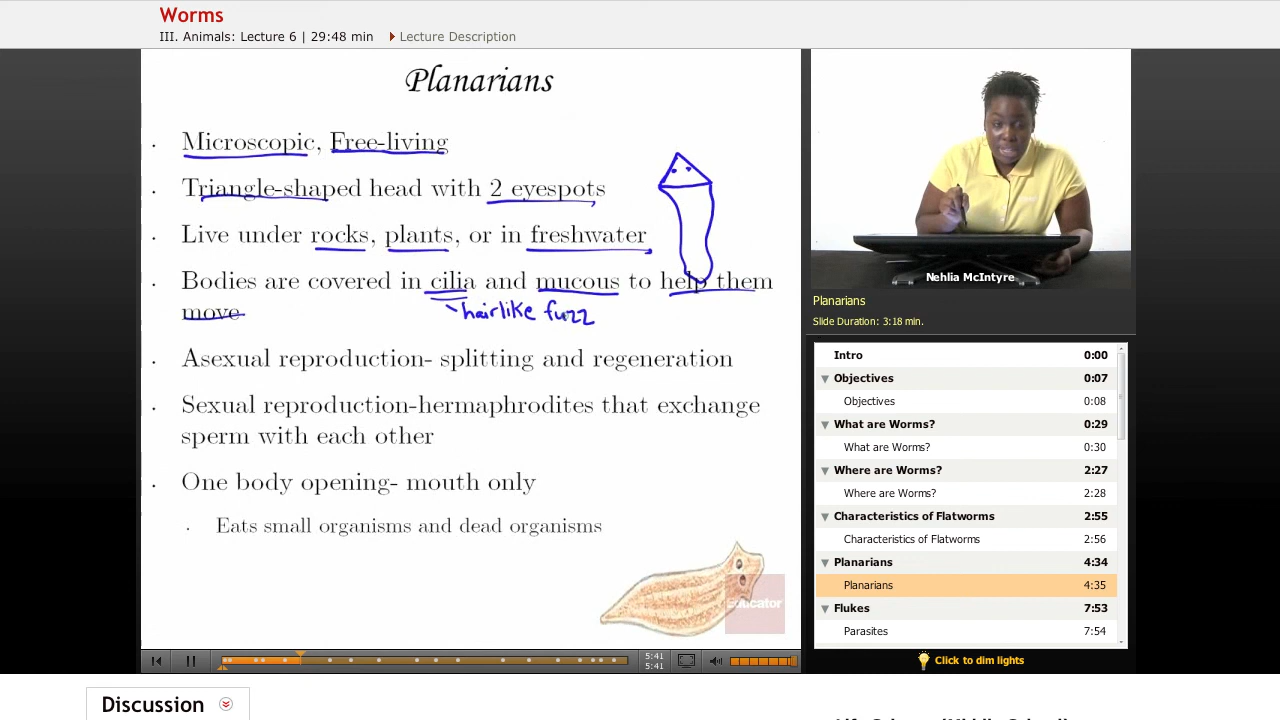 Worms
III. Animals: Lecture 6 | 29:48 min Lecture Description
Planarians
Microscopic, Free-living
Triangle-shaped head with 2 eyespots
Live under rocks, plants, or in freshwater
Bodies are covered in cilia and mucous to help them
move
hairlike fuzz
Asexual reproduction- splitting and regeneration
Sexual reproduction-hermaphrodites that exchange
sperm with each other
One body opening- mouth only
Eats small organisms and dead organisms
Educator
5:41
5:41
Nehlia McIntyre
Planarians
Slide Duration: 3:18 min.
Intro 0:00
Objectives 0:07
Objectives 0:08
What are Worms? 0:29
What are Worms? 0:30
Where are Worms? 2:27
Where are Worms? 2:28
Characteristics of Flatworms 2:55
Characteristics of Flatworms 2:56
Planarians 4:34
Planarians 4:35
Flukes 7:53
Parasites 7:54
Click to dim lights
Discussion